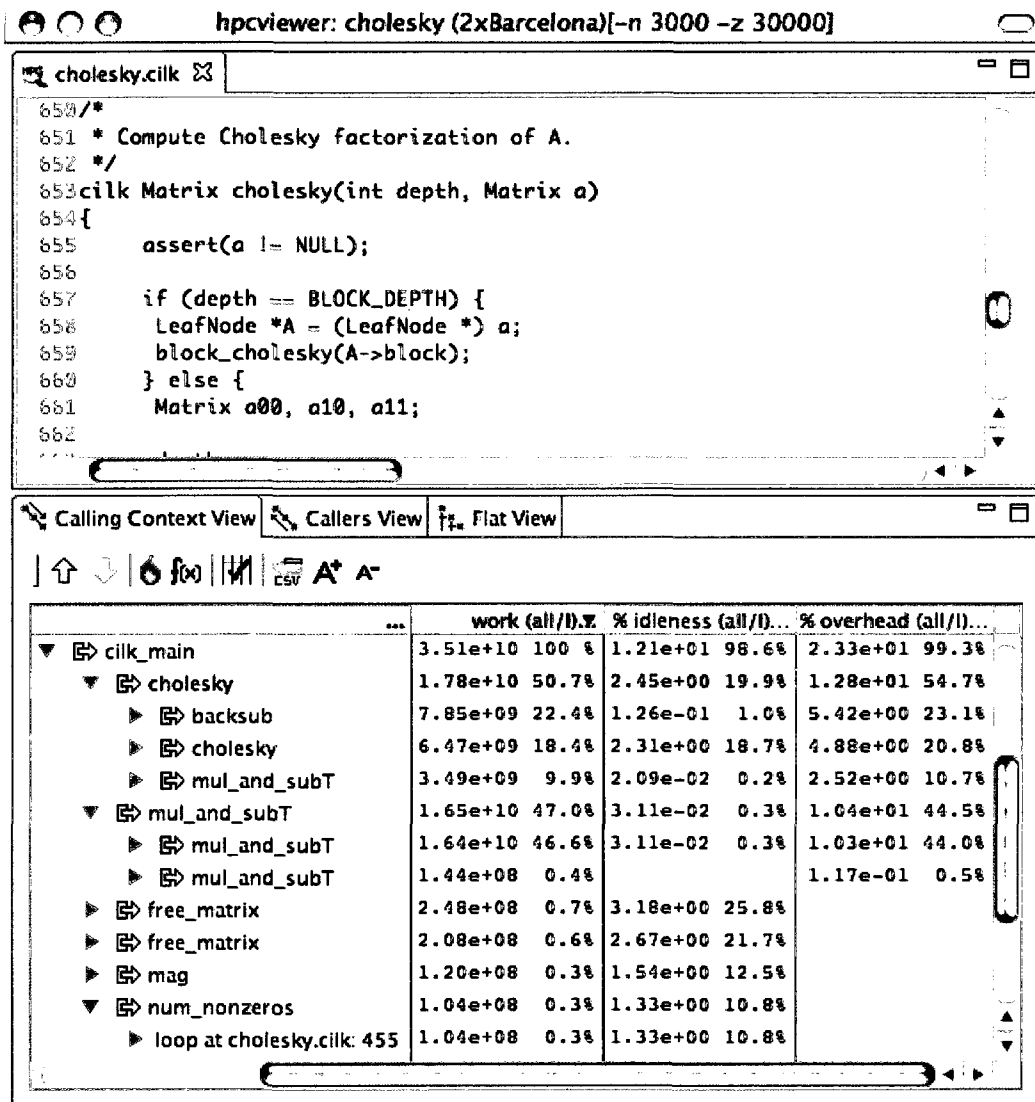 hpcviewer: cholesky (2xBarcelona)[-n 3000 -z 30000]
cholesky.cilk
650/*
651 * Compute Cholesky factorization of A.
652 */
653cilk Matrix cholesky(int depth, Matrix a)
654{
655 assert(a != NULL);
656
657 if (depth == BLOCK_DEPTH) {
658 LeafNode *A = (LeafNode *) a;
659 block_cholesky(A->block);
660 } else {
661 Matrix a00, a10, a11;
662
Calling Context View Callers View Flat View
f(x) CSV A+ A-
... work (all/I). % idleness (all/I)... % overhead (all/I)...
cilk_main 3.51e+10 100 % 1.21e+01 98.6% 2.33e+01 99.3%
cholesky 1.78e+10 50.7% 2.45e+00 19.9% 1.28e+01 54.7%
backsub 7.85e+09 22.4% 1.26e-01 1.0% 5.42e+00 23.1%
cholesky 6.47e+09 18.4% 2.31e+00 18.7% 4.88e+00 20.8%
mul_and_subT 3.49e+09 9.9% 2.09e-02 0.2% 2.52e+00 10.7%
mul_and_subT 1.65e+10 47.0% 3.11e-02 0.3% 1.04e+01 44.5%
mul_and_subT 1.64e+10 46.6% 3.11e-02 0.3% 1.03e+01 44.0%
mul_and_subT 1.44e+08 0.4% 1.17e-01 0.5%
free_matrix 2.48e+08 0.7% 3.18e+00 25.8%
free_matrix 2.08e+08 0.6% 2.67e+00 21.7%
mag 1.20e+08 0.3% 1.54e+00 12.5%
num_nonzeros 1.04e+08 0.3% 1.33e+00 10.8%
loop at cholesky.cilk: 455 1.04e+08 0.3% 1.33e+00 10.8%